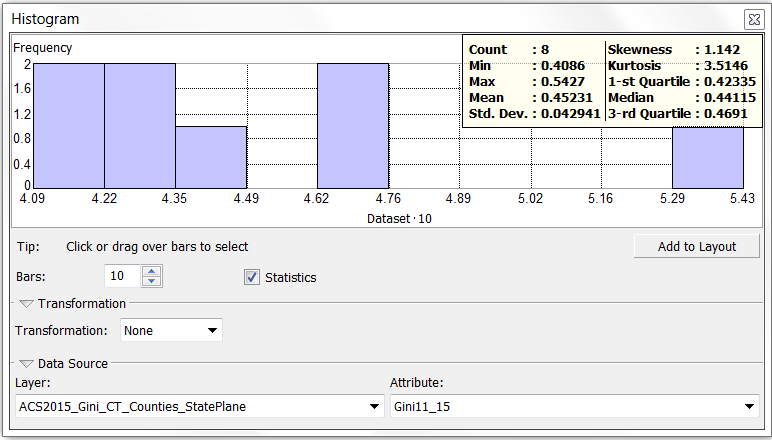 Histogram
Frequency
Count : 8 Skewness : 1.142
Min : 0.4086 Kurtosis : 3.5146
Max : 0.5427 1-st Quartile : 0.42335
Mean : 0.45231 Median : 0.44115
Std. Dev. : 0.042941 3-rd Quartile : 0.4691
2
1.6
1.2
0.8
0.4
0
4.09 4.22 4.35 4.49 4.62 4.76 4.89 5.02 5.16 5.29 5.43
Dataset·10
Tip: Click or drag over bars to select Add to Layout
Bars: 10 Statistics
Transformation
Transformation: None
Data Source
Layer: Attribute:
ACS2015_Gini_CT_Counties_StatePlane Gini11_15